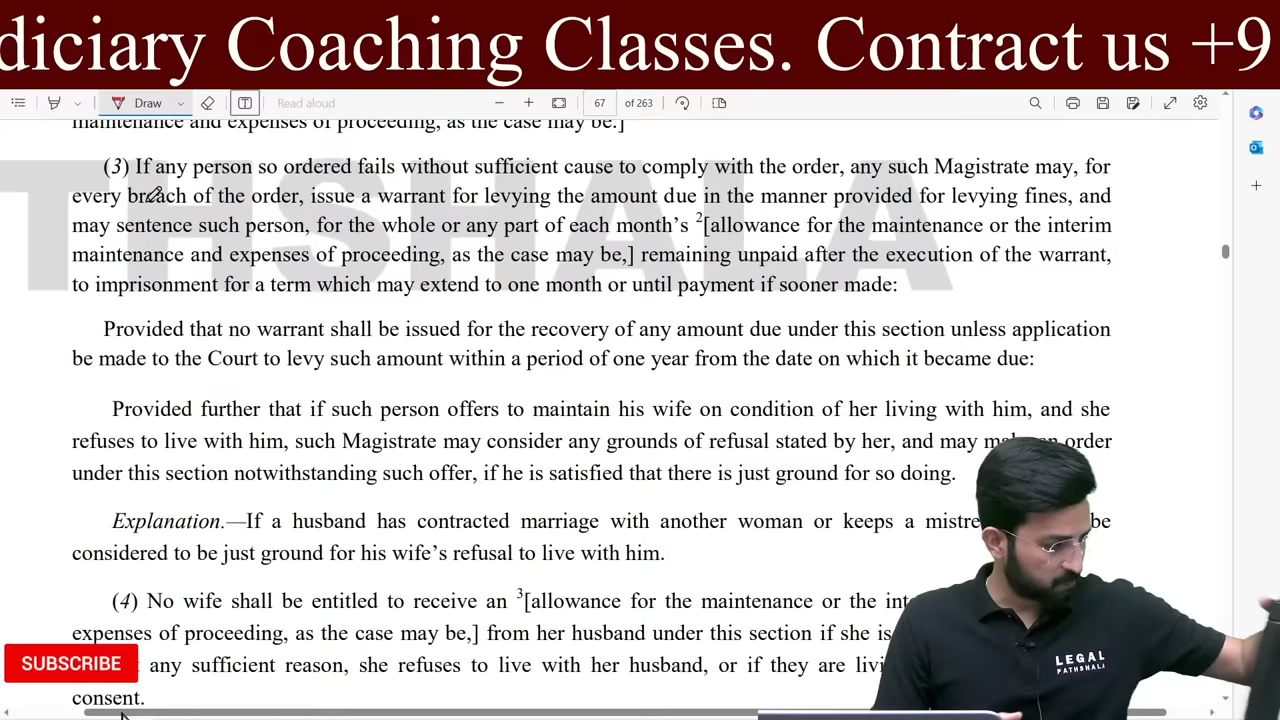 diciary Coaching Classes. Contract us +9
Draw
Read aloud
67
of 263
maintenance and expenses of proceeding, as the case may be.]
(3) If any person so ordered fails without sufficient cause to comply with the order, any such Magistrate may, for
every breach of the order, issue a warrant for levying the amount due in the manner provided for levying fines, and
may sentence such person, for the whole or any part of each month's 2[allowance for the maintenance or the interim
maintenance and expenses of proceeding, as the case may be,] remaining unpaid after the execution of the warrant,
to imprisonment for a term which may extend to one month or until payment if sooner made:
Provided that no warrant shall be issued for the recovery of any amount due under this section unless application
be made to the Court to levy such amount within a period of one year from the date on which it became due:
Provided further that if such person offers to maintain his wife on condition of her living with him, and she
refuses to live with him, such Magistrate may consider any grounds of refusal stated by her, and may order
under this section notwithstanding such offer, if he is satisfied that there is just ground for so doing.
Explanation.—If a husband has contracted marriage with another woman or keeps a be
considered to be just ground for his wife's refusal to live with him.
(4) No wife shall be entitled to receive an 3[allowance for the maintenance or the
expenses of proceeding, as the case may be,] from her husband under this section if she is
any sufficient reason, she refuses to live with her husband, or if they are
consent.
THSHALA
SUBSCRIBE
LEGAL
PATHSHALA